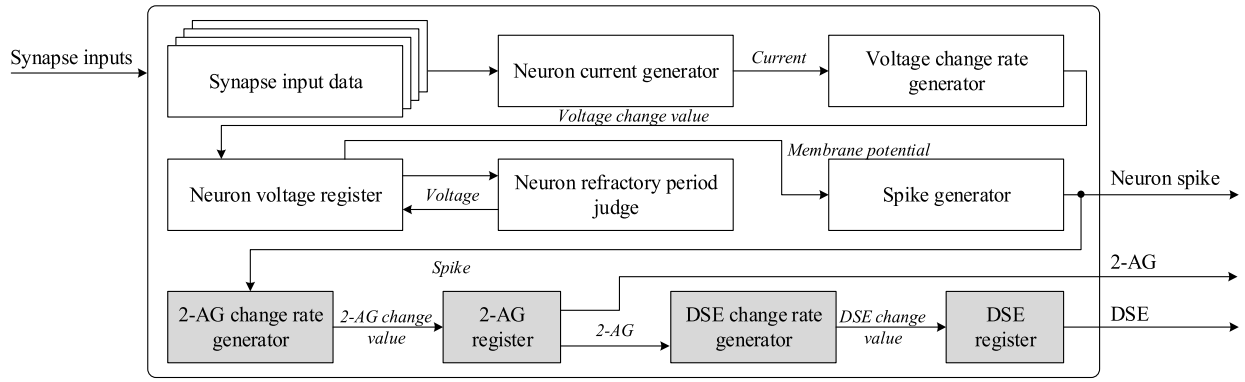 Synapse inputs
Synapse input data
Neuron current generator
Current
Voltage change rate
generator
Voltage change value
Neuron voltage register
Voltage
Neuron refractory period
judge
Membrane potential
Spike generator
Neuron spike
Spike
2-AG
2-AG change rate
generator
2-AG change
value
2-AG
register
2-AG
DSE change rate
generator
DSE change
value
DSE
register
DSE